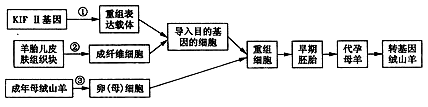 KIF Ⅱ基因
①
重组表
达载体
羊胎儿皮
肤组织块
②
成纤维细胞
导入目的基
因的细胞
成年母绒山羊
③
卵(母)细胞
重组
细胞
早期
胚胎
代孕
母羊
转基因
绒山羊